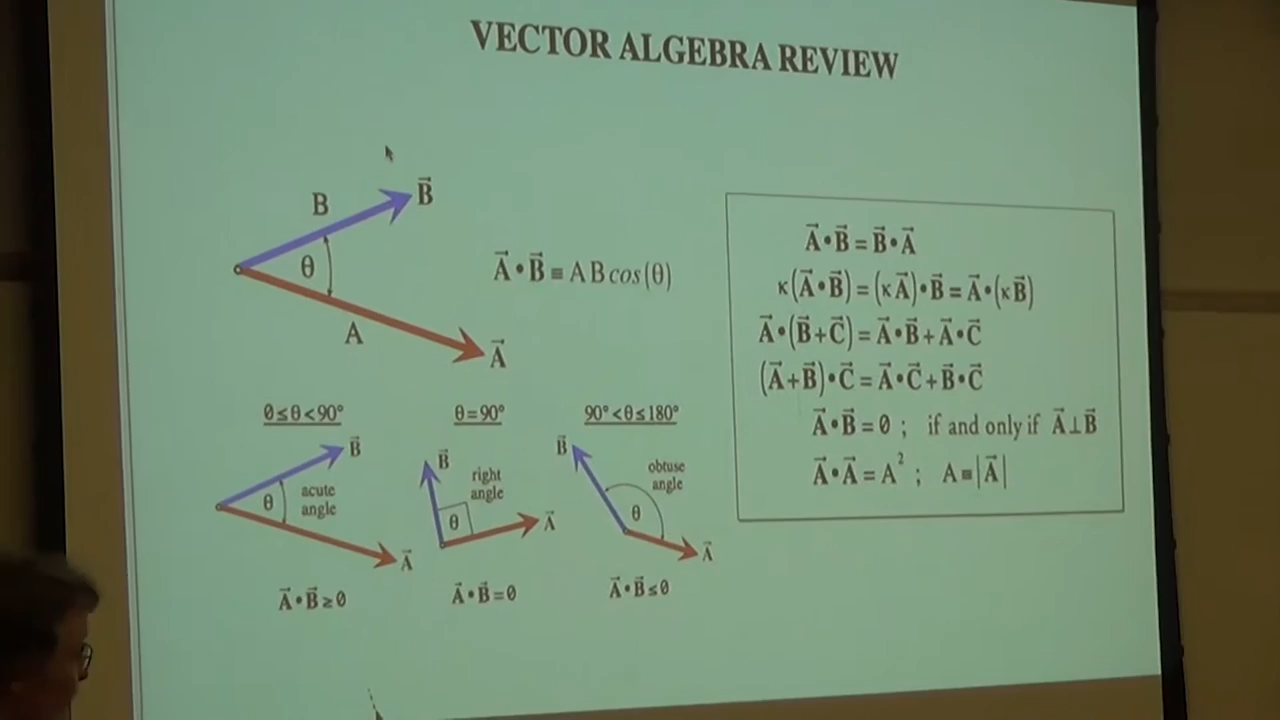 VECTOR ALGEBRA REVIEW
B
B⃗
θ
A
A⃗
A⃗•B⃗≡ABcos(θ)
0≤θ<90°
B⃗
θ
acute
angle
A⃗
A⃗•B⃗≥0
θ=90°
B⃗
right
angle
θ
A⃗
A⃗•B⃗=0
90°<θ≤180°
B⃗
obtuse
angle
θ
A⃗
A⃗•B⃗≤0
A⃗•B⃗=B⃗•A⃗
κ(A⃗•B⃗)=(κA⃗)•B⃗=A⃗•(κB⃗)
A⃗•(B⃗+C⃗)=A⃗•B⃗+A⃗•C⃗
(A⃗+B⃗)•C⃗=A⃗•C⃗+B⃗•C⃗
A⃗•B⃗=0 ; if and only if A⃗⊥B⃗
A⃗•A⃗=A² ; A≡|A⃗|